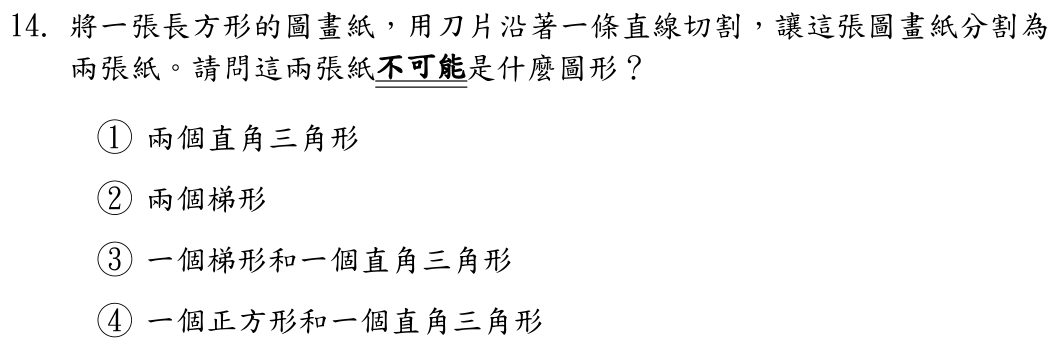 14. 將一張長方形的圖畫紙，用刀片沿著一條直線切割，讓這張圖畫紙分割為
兩張紙。請問這兩張紙不可能是什麼圖形？
① 兩個直角三角形
② 兩個梯形
③ 一個梯形和一個直角三角形
④ 一個正方形和一個直角三角形